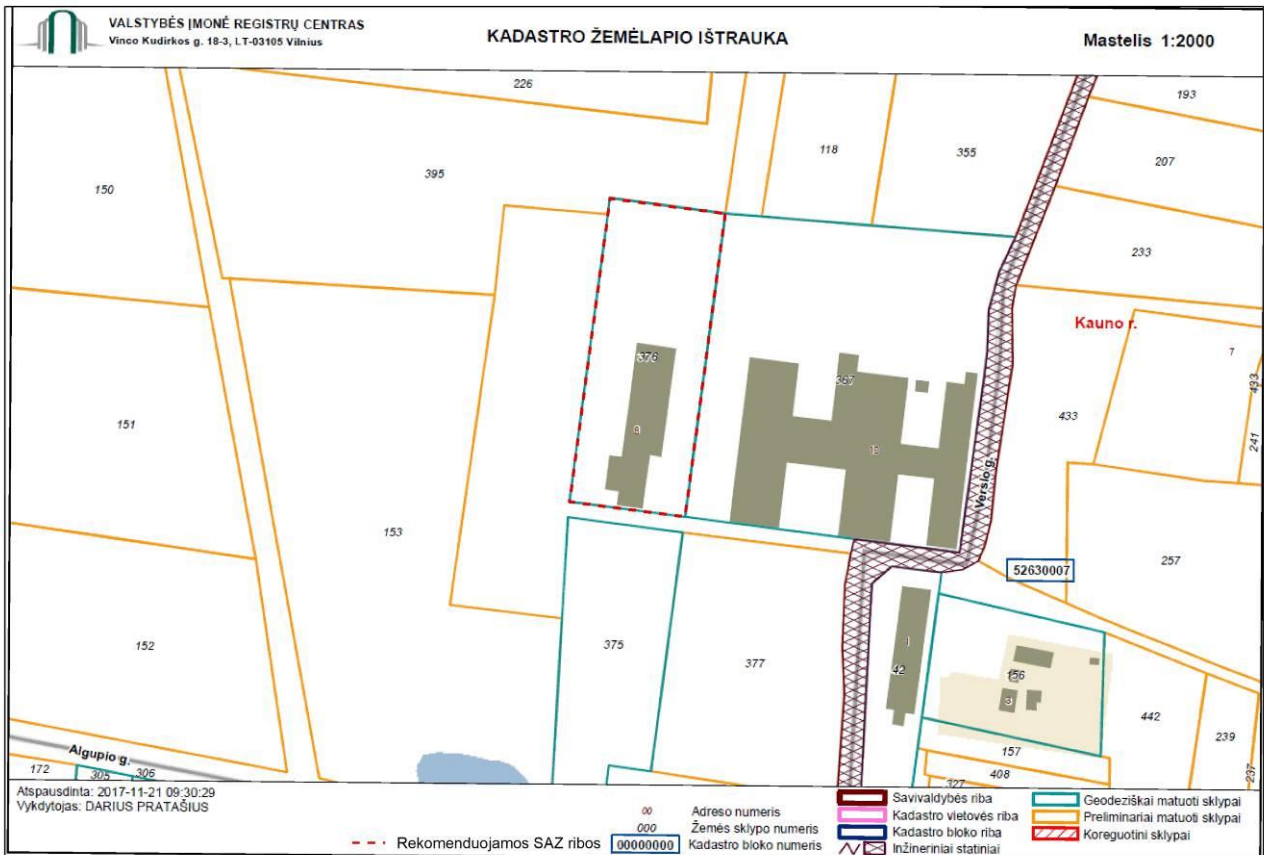 VALSTYBĖS ĮMONĖ REGISTRŲ CENTRAS
Vinco Kudirkos g. 18-3, LT-03105 Vilnius
KADASTRO ŽEMĖLAPIO IŠTRAUKA
Mastelis 1:2000
226
193
118
355
207
395
150
233
Kauno r.
7
376
367
433
433
241
151
8
10
Versio g.
153
52630007
257
152
375
377
1
42
156
3
442
239
237
157
408
327
Algupio g.
172
305
306
Atspausdinta: 2017-11-21 09:30:29
Vykdytojas: DARIUS PRATAŠIUS
Rekomenduojamos SAZ ribos
00 Adreso numeris
000 Žemės sklypo numeris
00000000 Kadastro bloko numeris
Savivaldybės riba
Kadastro vietovės riba
Kadastro bloko riba
Inžineriniai statiniai
Geodeziškai matuoti sklypai
Preliminariai matuoti sklypai
Koreguotini sklypai